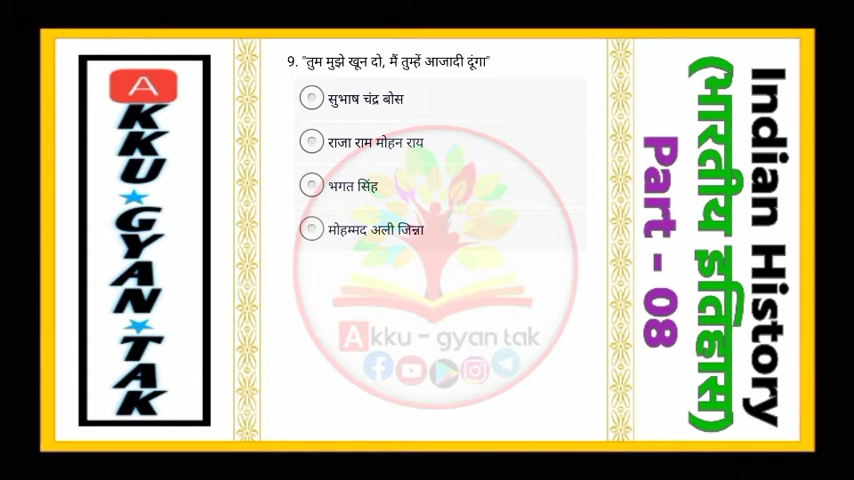 A
KKU
GYAN
TAK
9. "तुम मुझे खून दो, मैं तुम्हें आजादी दूंगा"
सुभाष चंद्र बोस
राजा राम मोहन राय
भगत सिंह
मोहम्मद अली जिन्ना
Akku - gyan tak
Indian History
(भारतीय इतिहास)
Part - 08